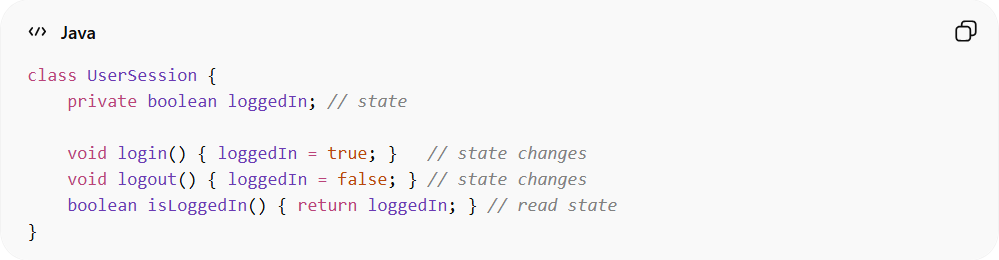 </> Java
class UserSession {
    private boolean loggedIn; // state
    void login() { loggedIn = true; }   // state changes
    void logout() { loggedIn = false; } // state changes
    boolean isLoggedIn() { return loggedIn; } // read state
}